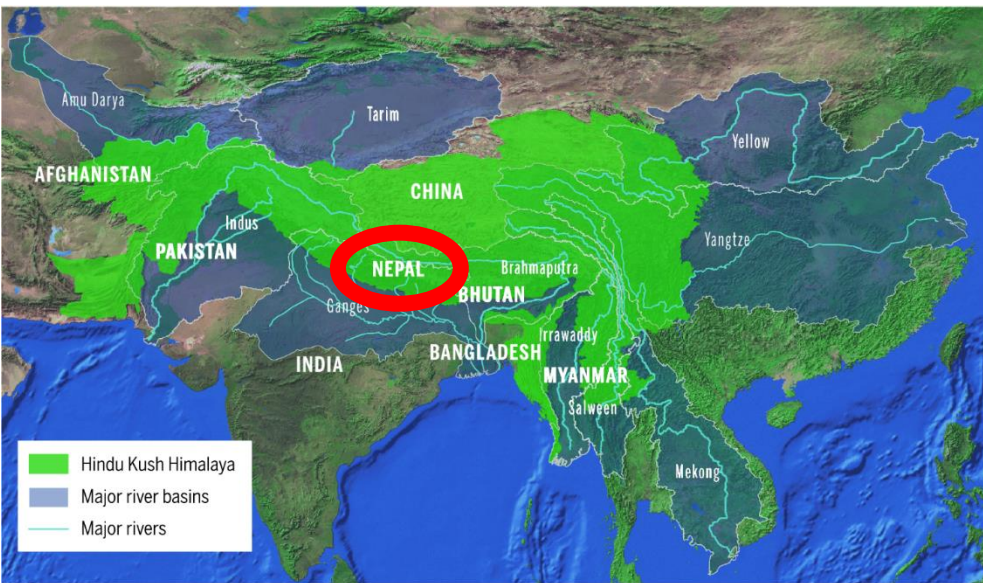 Amu Darya
Tarim
Yellow
AFGHANISTAN
CHINA
Indus
PAKISTAN
Yangtze
NEPAL
Brahmaputra
BHUTAN
Ganges
Irrawaddy
BANGLADESH
INDIA
MYANMAR
Salween
Mekong
Hindu Kush Himalaya
Major river basins
Major rivers